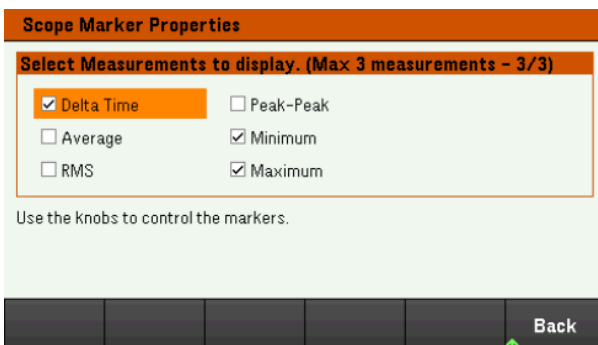 Scope Marker Properties
Select Measurements to display. (Max 3 measurements - 3/3)
Delta Time
Peak-Peak
Average
Minimum
RMS
Maximum
Use the knobs to control the markers.
Back